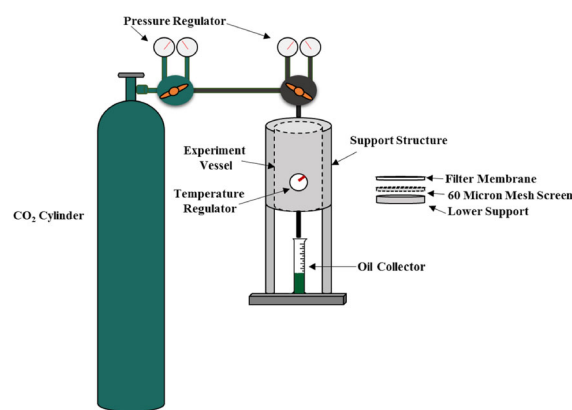 Pressure Regulator
Experiment
Vessel
Support Structure
Temperature
Regulator
Filter Membrane
60 Micron Mesh Screen
Lower Support
CO₂ Cylinder
Oil Collector